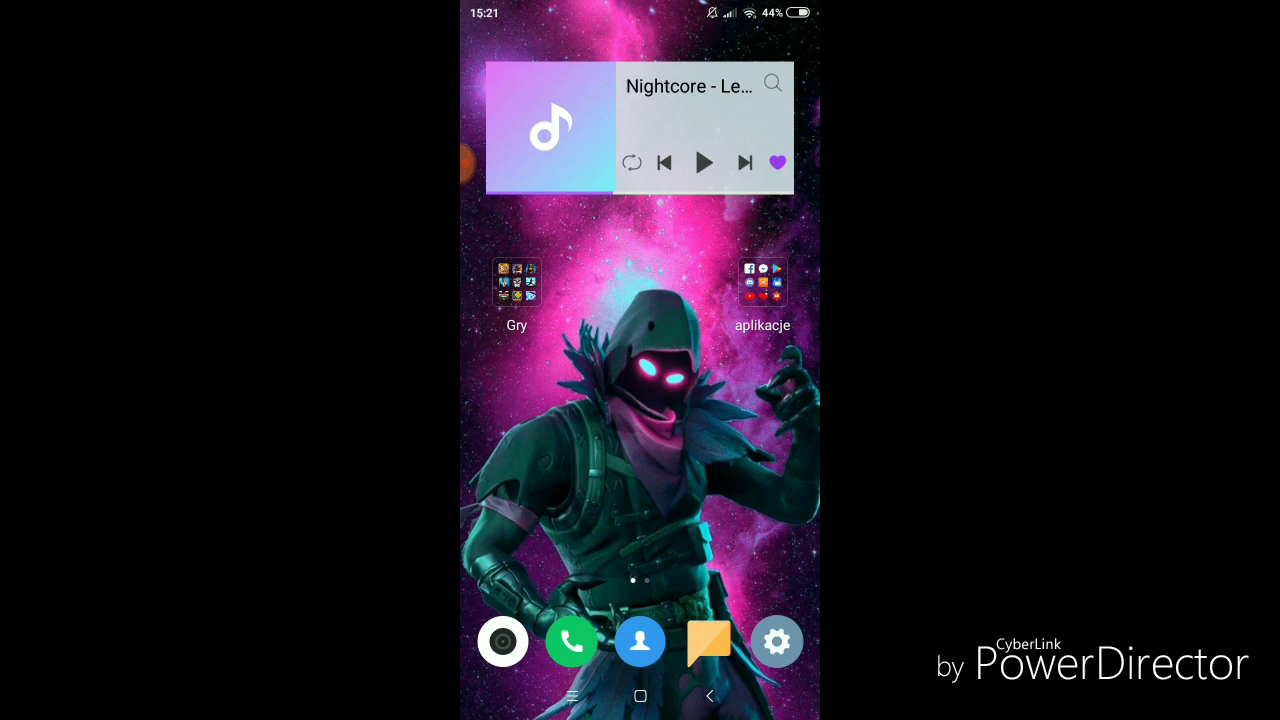 15:21
44%
Nightcore - Le...
Gry
aplikacje
CyberLink
by PowerDirector